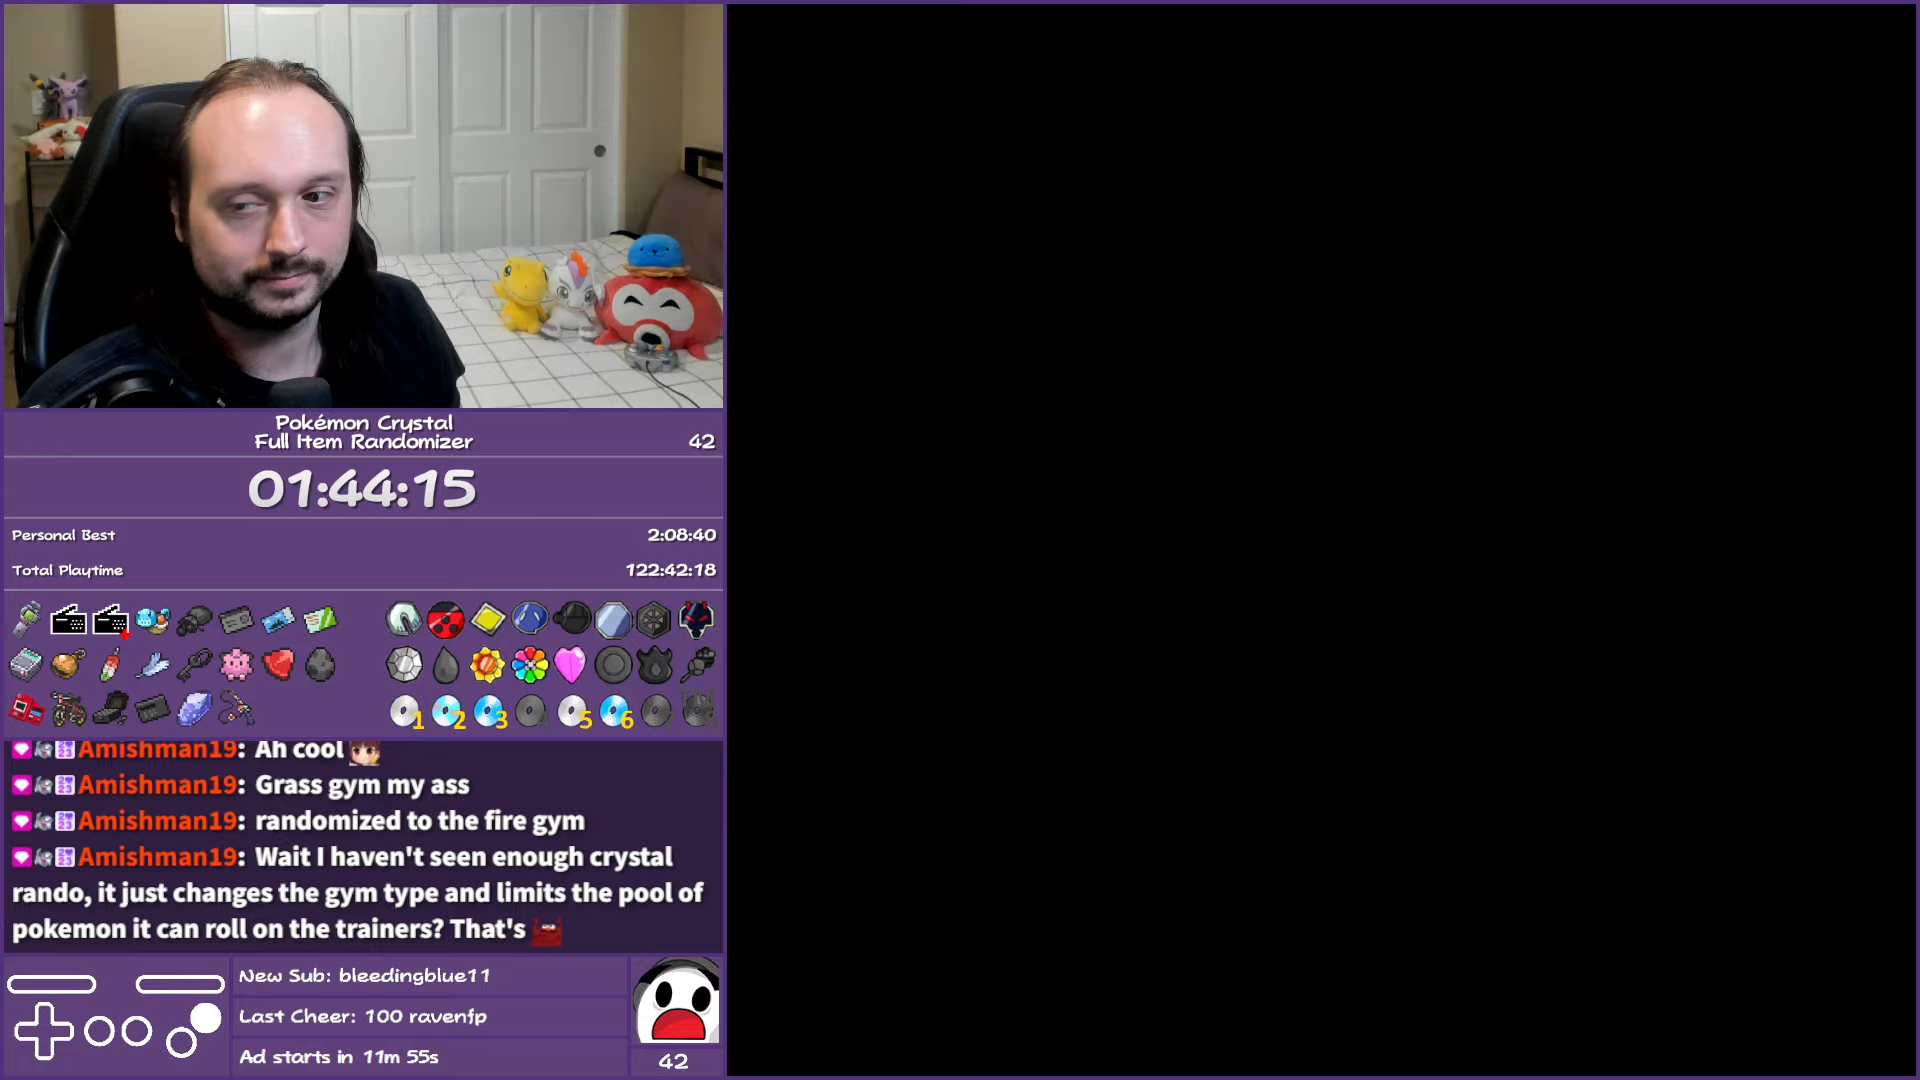 Pokémon Crystal
Full Item Randomizer
42
01:44:15
Personal Best 2:08:40
Total Playtime 122:42:18
1 2 3 5 6
Amishman19: Ah cool
Amishman19: Grass gym my ass
Amishman19: randomized to the fire gym
Amishman19: Wait I haven't seen enough crystal
rando, it just changes the gym type and limits the pool of
pokemon it can roll on the trainers? That's
New Sub: bleedingblue11
Last Cheer: 100 ravenfp
Ad starts in 11m 55s
42